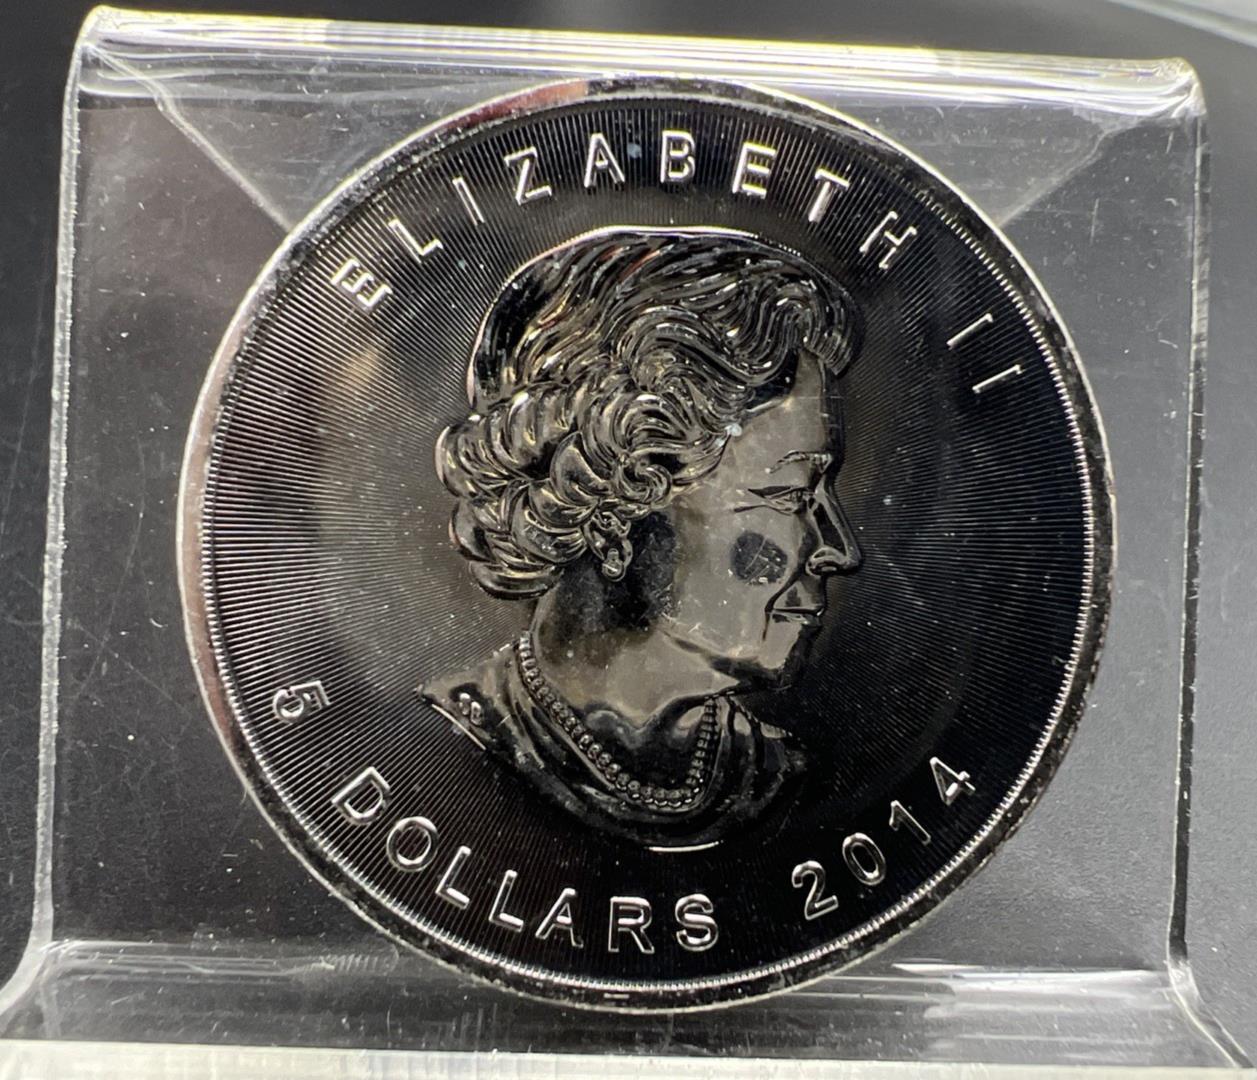 ELIZABETH II
5 DOLLARS 2014